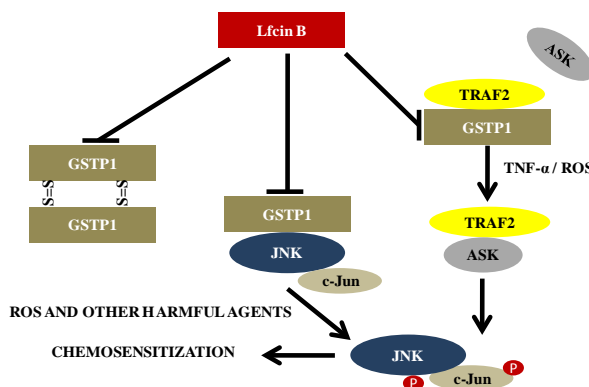 Lfcin B
ASK
TRAF2
GSTP1
GSTP1
S=S
S=S
GSTP1
TNF-α / ROS
GSTP1
JNK
c-Jun
TRAF2
ASK
ROS AND OTHER HARMFUL AGENTS
CHEMOSENSITIZATION
JNK
c-Jun
P
P